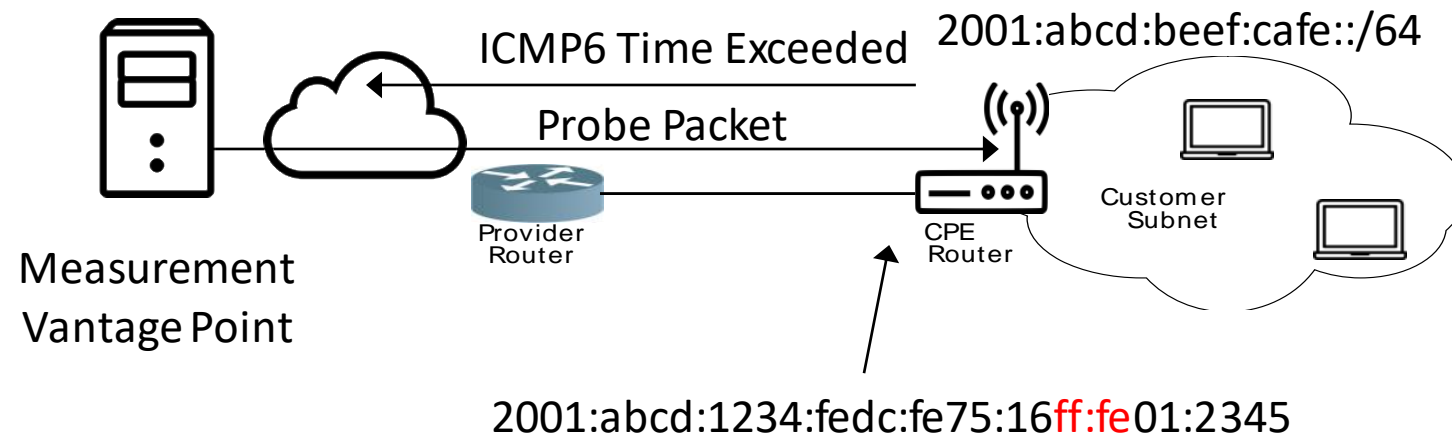 ICMP6 Time Exceeded
2001:abcd:beef:cafe::/64
Probe Packet
Provider
Router
CPE
Router
Customer
Subnet
Measurement
Vantage Point
2001:abcd:1234:fedc:fe75:16ff:fe01:2345